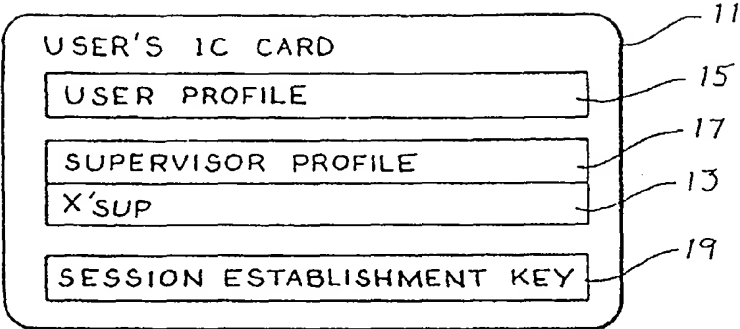 USER'S IC CARD
11
USER PROFILE
15
SUPERVISOR PROFILE
17
X'SUP
13
SESSION ESTABLISHMENT KEY
19